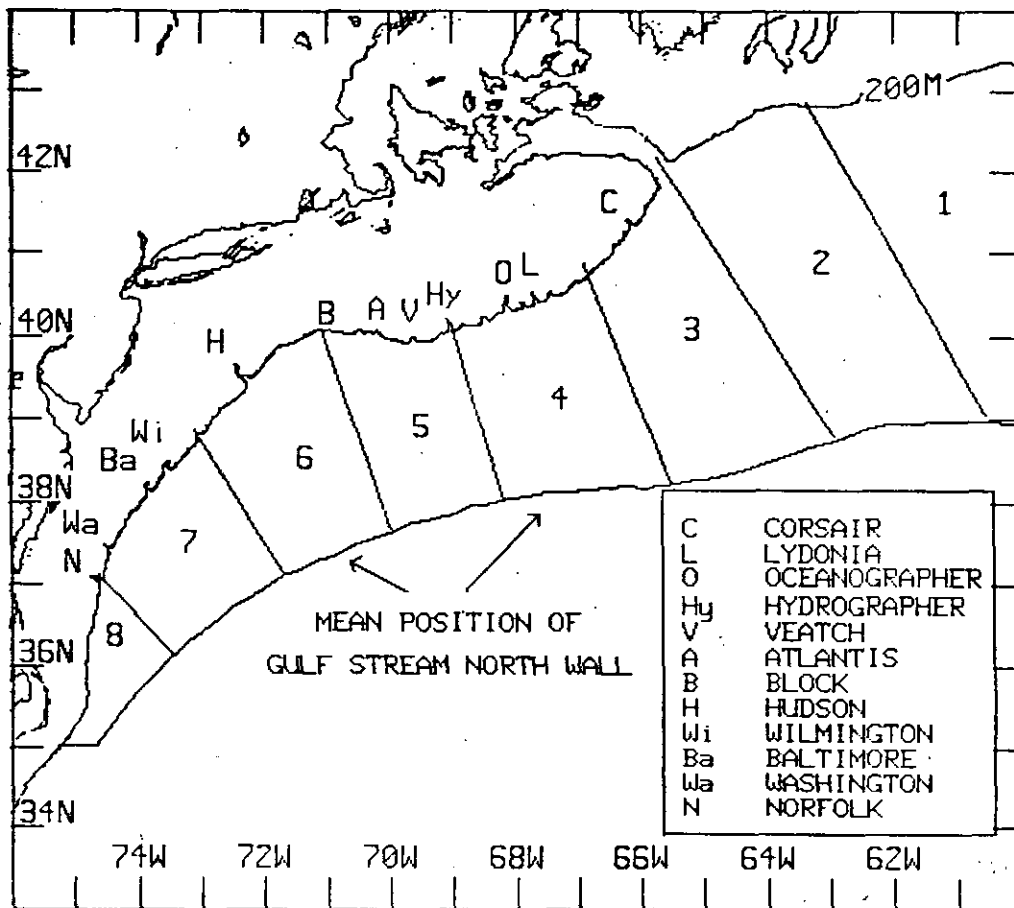 200M
42N
C
1
2
O L
40N
B A V Hy
H
3
4
5
Wi
6
Ba
38N
Wa
7
N
8
36N
34N
MEAN POSITION OF
GULF STREAM NORTH WALL
C CORSAIR
L LYDONIA
O OCEANOGRAPHER
Hy HYDROGRAPHER
V VEATCH
A ATLANTIS
B BLOCK
H HUDSON
Wi WILMINGTON
Ba BALTIMORE
Wa WASHINGTON
N NORFOLK
74W 72W 70W 68W 66W 64W 62W